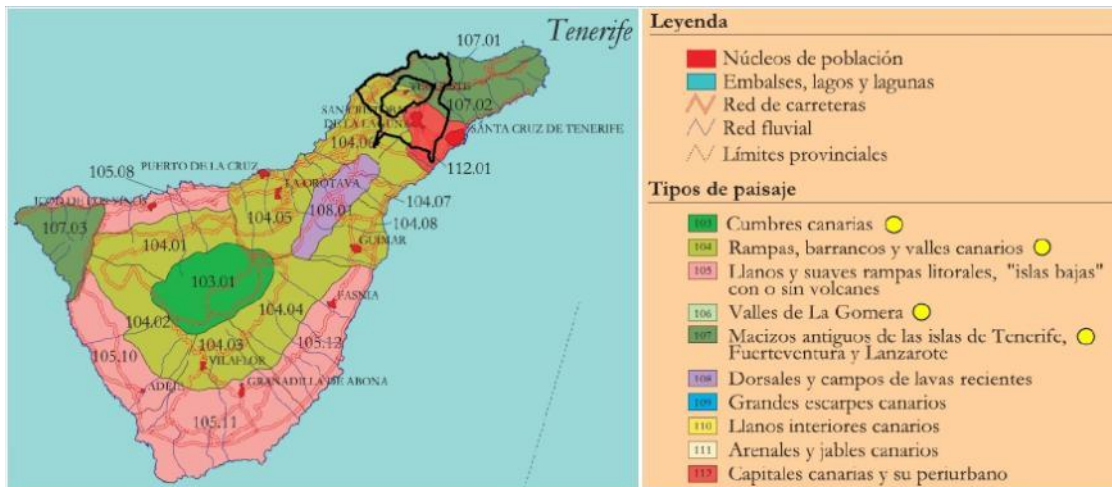 Tenerife
107.01
107.02
SANTA CRUZ DE TENERIFE
SAN CRISTÓBAL
DE LA LAGUNA
104.06
112.01
PUERTO DE LA CRUZ
105.08
LA OROTAVA
104.07
104.05
108.01
104.08
107.03
104.01
GUIMAR
103.01
FASNIA
104.02
104.04
104.03
105.12
105.10
VILAFLOR
ADEJE
GRANADILLA DE ABONA
105.11
Leyenda
Núcleos de población
Embalses, lagos y lagunas
Red de carreteras
Red fluvial
Límites provinciales
Tipos de paisaje
103 Cumbres canarias
104 Rampas, barrancos y valles canarios
105 Llanos y suaves rampas litorales, "islas bajas"
con o sin volcanes
106 Valles de La Gomera
107 Macizos antiguos de las islas de Tenerife,
Fuerteventura y Lanzarote
108 Dorsales y campos de lavas recientes
109 Grandes escarpes canarios
110 Llanos interiores canarios
111 Arenales y jables canarios
112 Capitales canarias y su periurbano